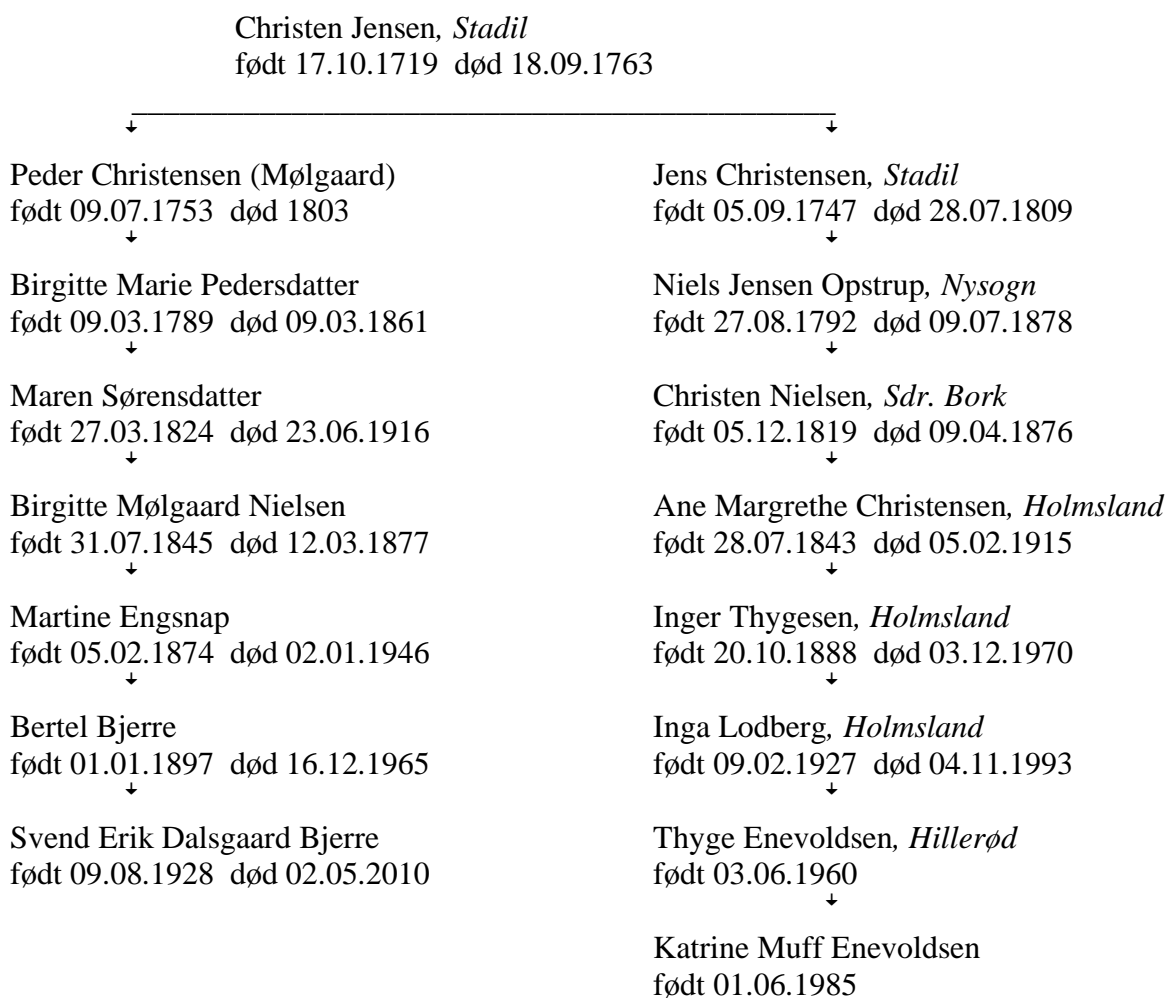 Christen Jensen, Stadil
født 17.10.1719 død 18.09.1763
Peder Christensen (Mølgaard)
født 09.07.1753 død 1803
Birgitte Marie Pedersdatter
født 09.03.1789 død 09.03.1861
Maren Sørensdatter
født 27.03.1824 død 23.06.1916
Birgitte Mølgaard Nielsen
født 31.07.1845 død 12.03.1877
Martine Engsnap
født 05.02.1874 død 02.01.1946
Bertel Bjerre
født 01.01.1897 død 16.12.1965
Svend Erik Dalsgaard Bjerre
født 09.08.1928 død 02.05.2010
Jens Christensen, Stadil
født 05.09.1747 død 28.07.1809
Niels Jensen Opstrup, Nysogn
født 27.08.1792 død 09.07.1878
Christen Nielsen, Sdr. Bork
født 05.12.1819 død 09.04.1876
Ane Margrethe Christensen, Holmsland
født 28.07.1843 død 05.02.1915
Inger Thygesen, Holmsland
født 20.10.1888 død 03.12.1970
Inga Lodberg, Holmsland
født 09.02.1927 død 04.11.1993
Thyge Enevoldsen, Hillerød
født 03.06.1960
Katrine Muff Enevoldsen
født 01.06.1985